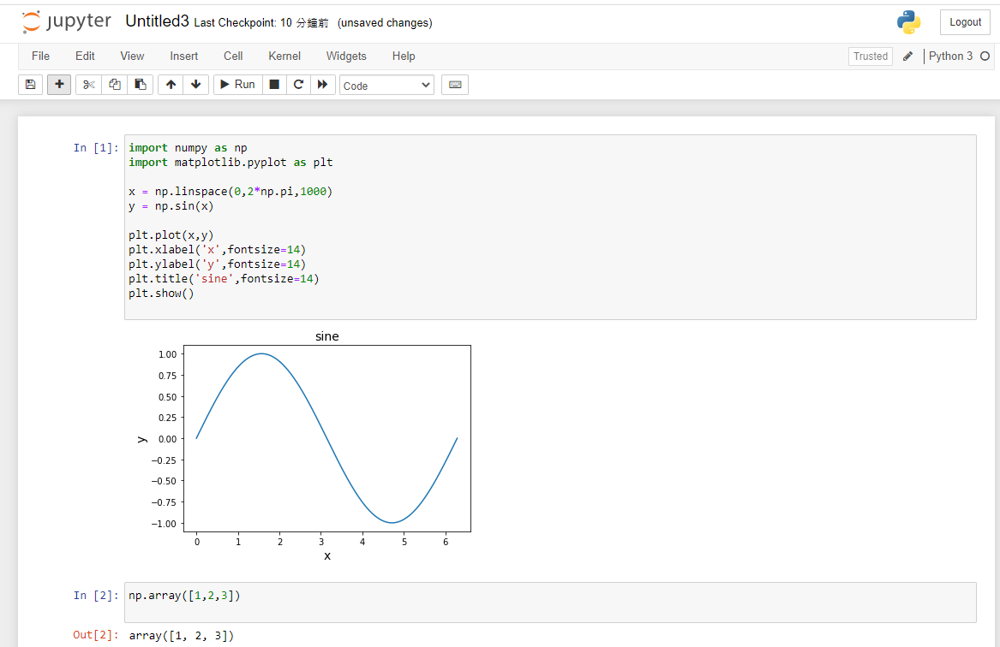 jupyter Untitled3 Last Checkpoint: 10 分鐘前 (unsaved changes) Logout
File Edit View Insert Cell Kernel Widgets Help Trusted Python 3
Run Code
In [1]: import numpy as np
import matplotlib.pyplot as plt
x = np.linspace(0,2*np.pi,1000)
y = np.sin(x)
plt.plot(x,y)
plt.xlabel('x',fontsize=14)
plt.ylabel('y',fontsize=14)
plt.title('sine',fontsize=14)
plt.show()
sine
1.00
0.75
0.50
0.25
0.00
−0.25
−0.50
−0.75
−1.00
y
0 1 2 3 4 5 6
x
In [2]: np.array([1,2,3])
Out[2]: array([1, 2, 3])